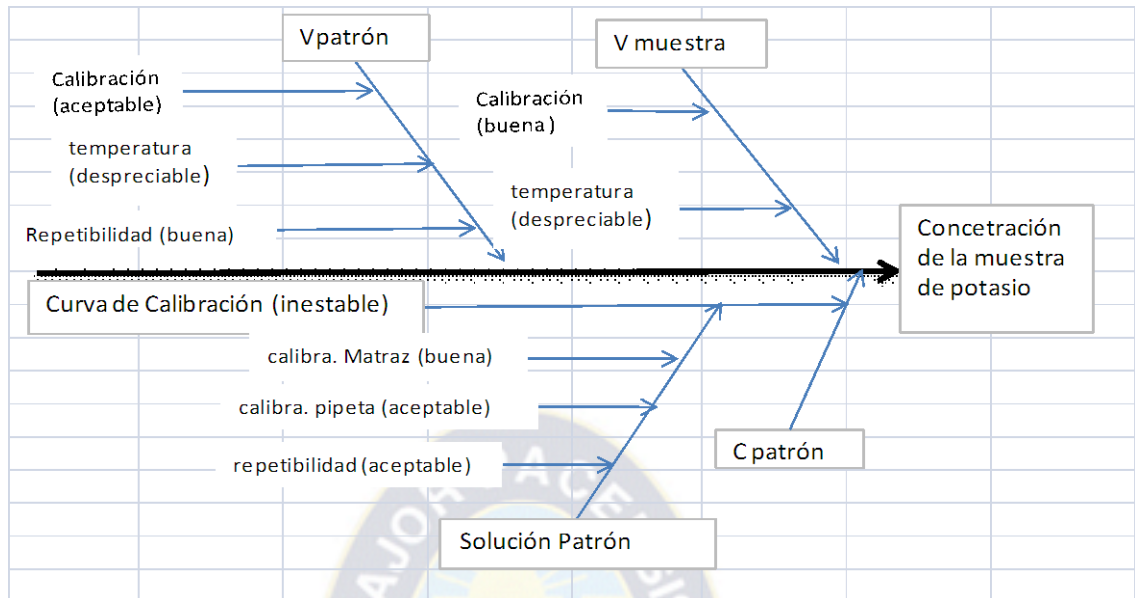 V patrón
V muestra
Calibración
(aceptable)
Calibración
(buena )
temperatura
(despreciable)
temperatura
(despreciable)
Repetibilidad (buena)
Concetración
de la muestra
de potasio
Curva de Calibración (inestable)
calibra. Matraz (buena)
calibra. pipeta (aceptable)
C patrón
repetibilidad (aceptable)
Solución Patrón